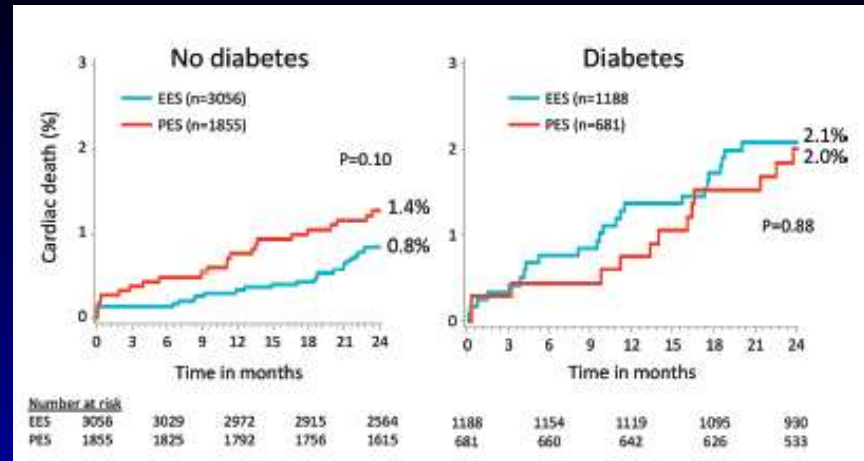 No diabetes
3
2
1
0
Cardiac death (%)
EES (n=3056)
PES (n=1855)
P=0.10
1.4%
0.8%
0 3 6 9 12 15 18 21 24
Time in months
Diabetes
3
2
1
0
EES (n=1188
PES (n=681)
2.1%
2.0%
P=0.88
0 3 6 9 12 15 18 21 24
Time in months
Number at risk
EES 3056 3029 2972 2915 2564 1188 1154 1119 1095 990
PES 1855 1825 1792 1756 1615 681 660 642 626 533